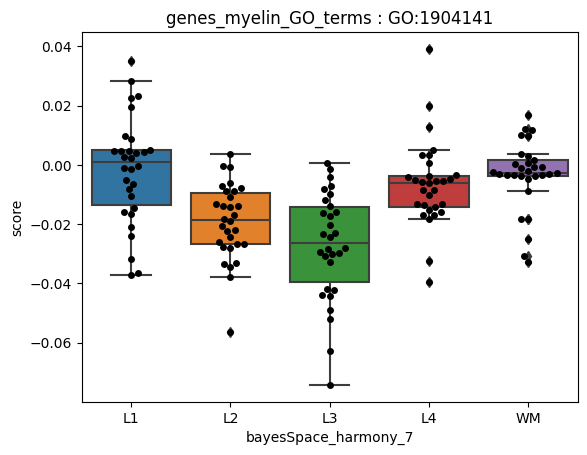 genes_myelin_GO_terms : GO:1904141
0.04
0.02
0.00
−0.02
−0.04
−0.06
score
L1 L2 L3 L4 WM
bayesSpace_harmony_7